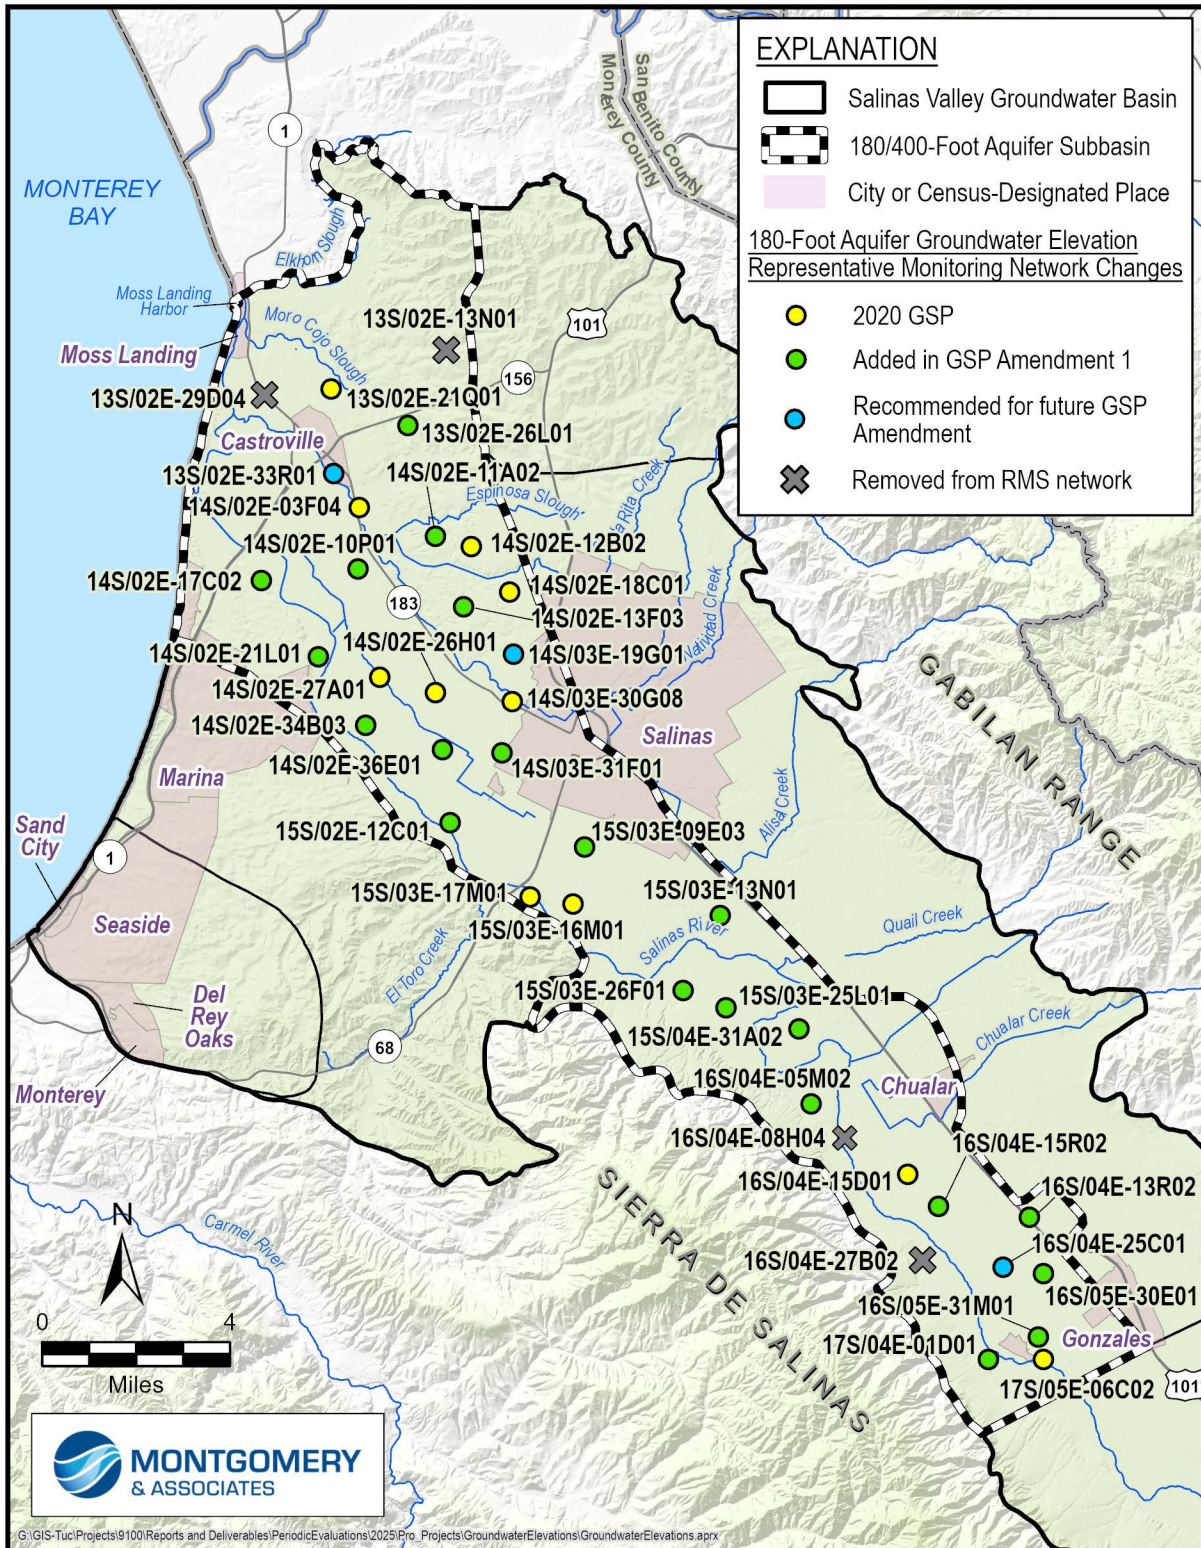 EXPLANATION
Salinas Valley Groundwater Basin
180/400-Foot Aquifer Subbasin
City or Census-Designated Place
180-Foot Aquifer Groundwater Elevation
Representative Monitoring Network Changes
2020 GSP
Added in GSP Amendment 1
Recommended for future GSP
Amendment
Removed from RMS network
San Benito County
Monterey County
1
MONTEREY
BAY
Elkhorn Slough
Moss Landing
Harbor
Moro Cojo Slough
13S/02E-13N01
101
Moss Landing
156
13S/02E-29D04
13S/02E-21Q01
13S/02E-26L01
Castroville
13S/02E-33R01
14S/02E-11A02
Espinosa Slough
Rita Creek
14S/02E-03F04
14S/02E-10P01
14S/02E-12B02
14S/02E-17C02
14S/02E-18C01
183
14S/02E-13F03
Natividad Creek
14S/02E-26H01
14S/02E-21L01
14S/03E-19G01
14S/02E-27A01
14S/03E-30G08
14S/02E-34B03
Salinas
GABILAN RANGE
14S/02E-36E01
14S/03E-31F01
Marina
Alisal Creek
Sand
City
15S/02E-12C01
15S/03E-09E03
1
15S/03E-17M01
15S/03E-13N01
Seaside
15S/03E-16M01
Quail Creek
Salinas River
El Toro Creek
15S/03E-26F01
15S/03E-25L01
Del
Rey
Oaks
15S/04E-31A02
Chualar Creek
68
16S/04E-05M02
Chualar
Monterey
16S/04E-08H04
16S/04E-15R02
16S/04E-15D01
16S/04E-13R02
SIERRA DE SALINAS
Carmel River
N
16S/04E-25C01
16S/04E-27B02
16S/05E-30E01
16S/05E-31M01
0
4
Miles
17S/04E-01D01
Gonzales
17S/05E-06C02
101
MONTGOMERY
& ASSOCIATES
G:\GIS-Tuc\Projects\9100\Reports and Deliverables\PeriodicEvaluations\2025\Pro_Projects\GroundwaterElevations\GroundwaterElevations.aprx